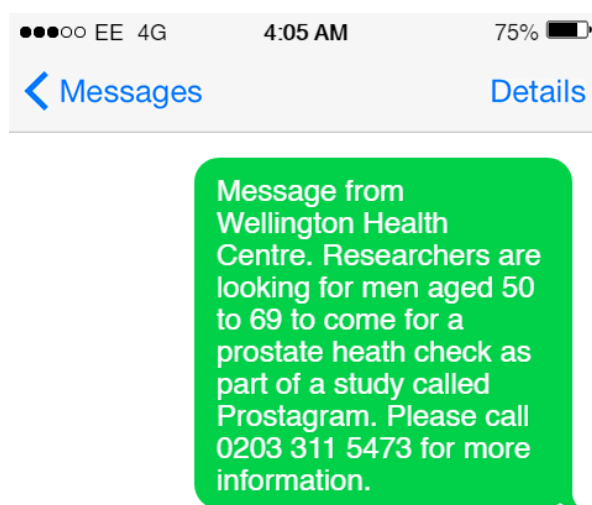 EE 4G 4:05 AM 75%
Messages Details
Message from
Wellington Health
Centre. Researchers are
looking for men aged 50
to 69 to come for a
prostate heath check as
part of a study called
Prostagram. Please call
0203 311 5473 for more
information.